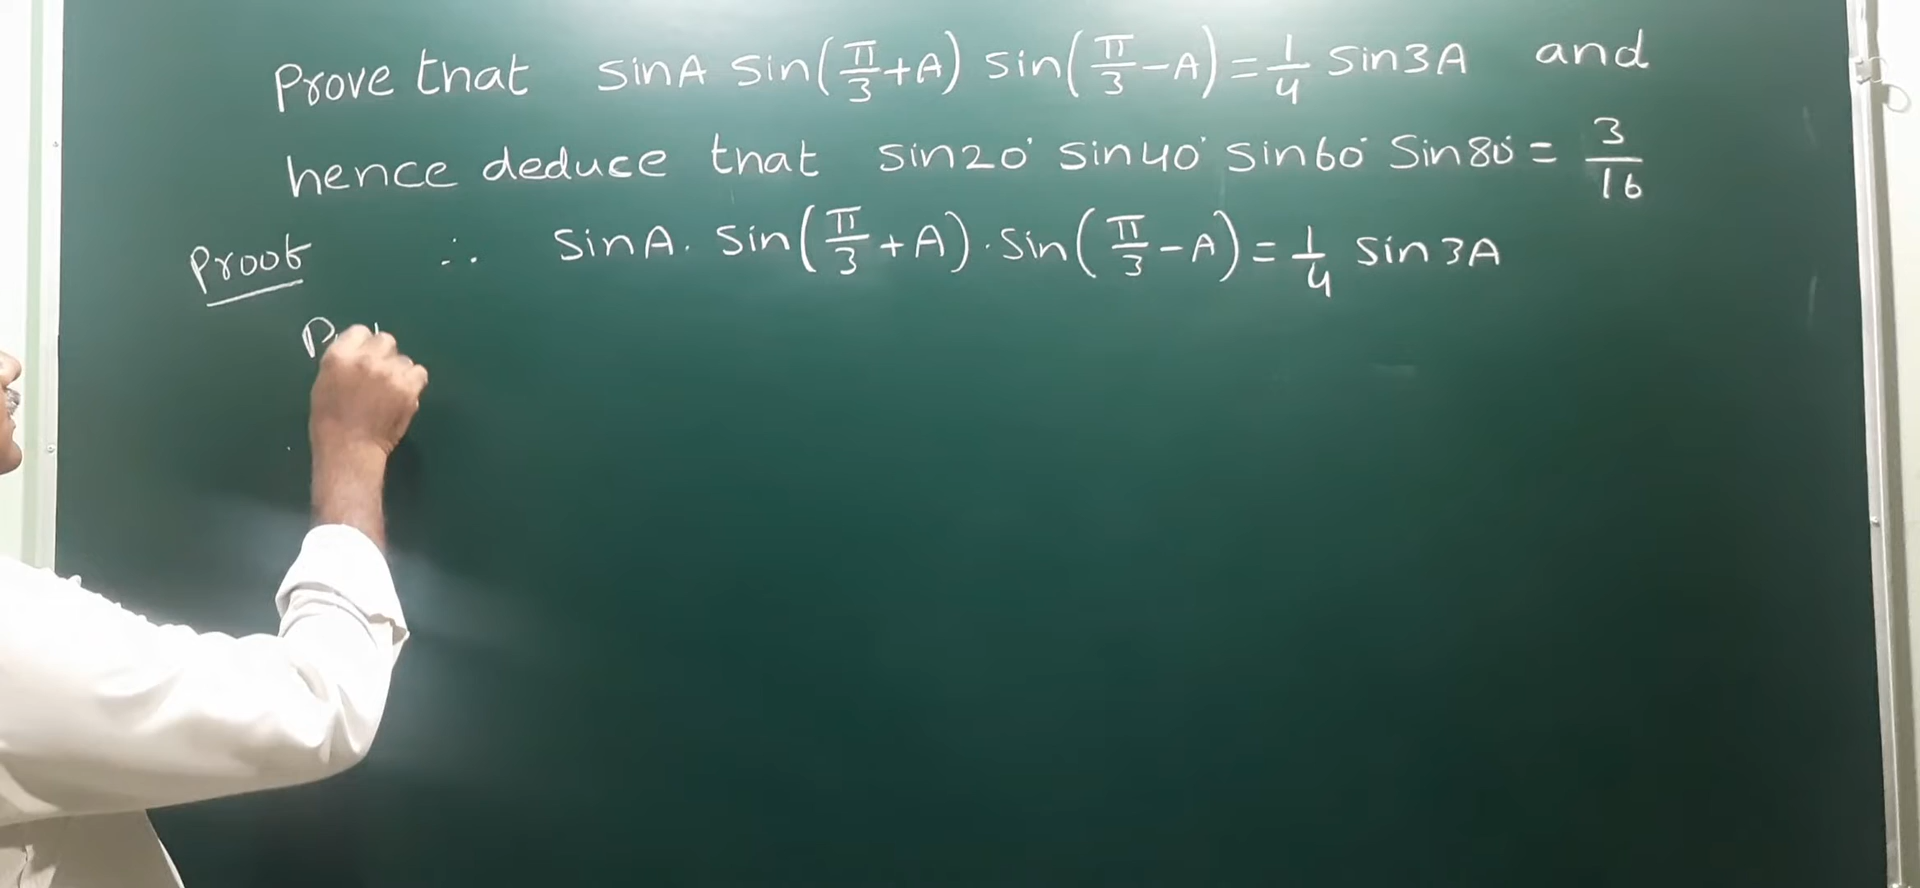 Prove that sinA sin(π/3+A) sin(π/3-A)=1/4 sin3A and
hence deduce that sin20° sin40° sin60° sin80°= 3/16
Proof ∴ sinA. sin(π/3+A).sin(π/3-A)=1/4 sin3A